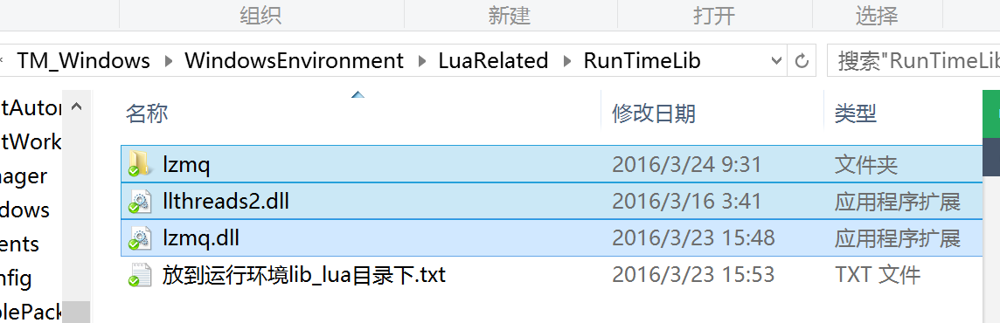 组织 新建 打开 选择
TM_Windows WindowsEnvironment LuaRelated RunTimeLib 搜索"RunTimeLib
名称 修改日期 类型
lzmq 2016/3/24 9:31 文件夹
llthreads2.dll 2016/3/16 3:41 应用程序扩展
lzmq.dll 2016/3/23 15:48 应用程序扩展
放到运行环境lib_lua目录下.txt 2016/3/23 15:53 TXT 文件
tAutor
tWork
nager
dows
ents
nfig
plePack